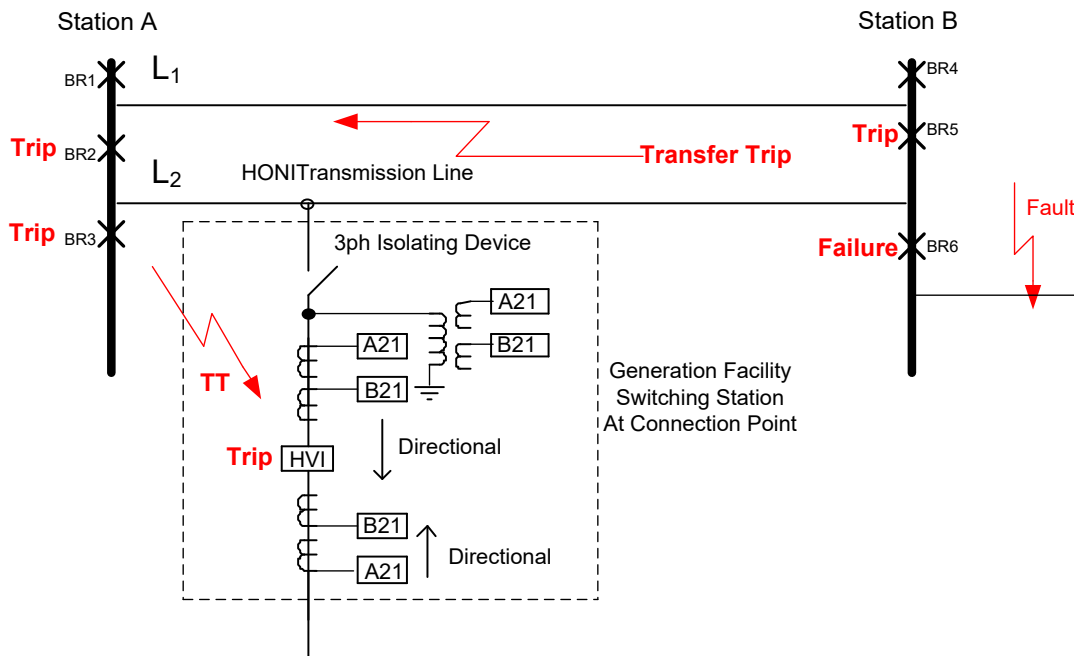 Station A
Station B
BR1
L1
BR4
Trip BR2
Trip BR5
Transfer Trip
L2
HONITransmission Line
Trip BR3
Fault
3ph Isolating Device
Failure BR6
A21
A21
B21
TT
B21
Generation Facility
Switching Station
At Connection Point
Directional
Trip HVI
B21
Directional
A21